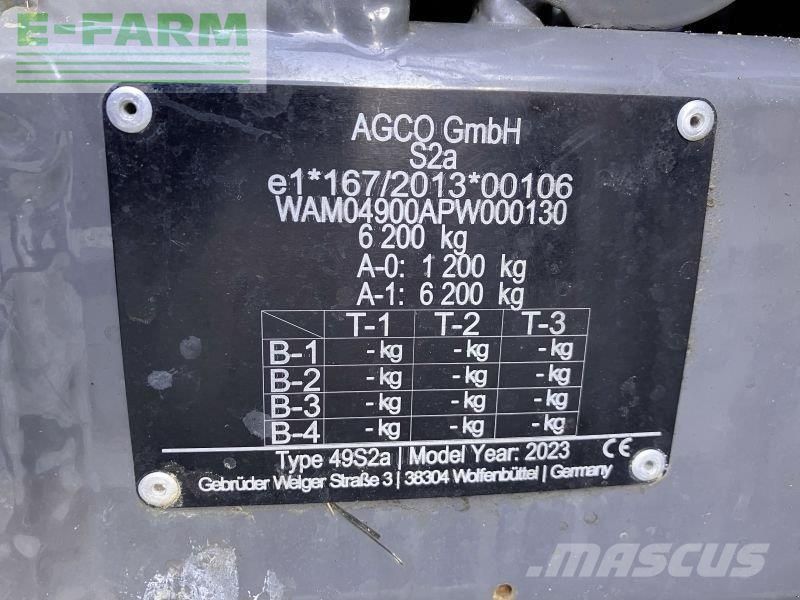 E-FARM
AGCO GmbH
S2a
e1*167/2013*00106
WAM04900APW000130
6 200 kg
A-0: 1 200 kg
A-1: 6 200 kg
T-1 T-2 T-3
B-1 - kg - kg - kg
B-2 - kg - kg - kg
B-3 - kg - kg - kg
B-4 - kg - kg - kg
Type 49S2a | Model Year: 2023 CE
Gebrüder Welger Straße 3 | 38304 Wolfenbüttel | Germany
MASCUS